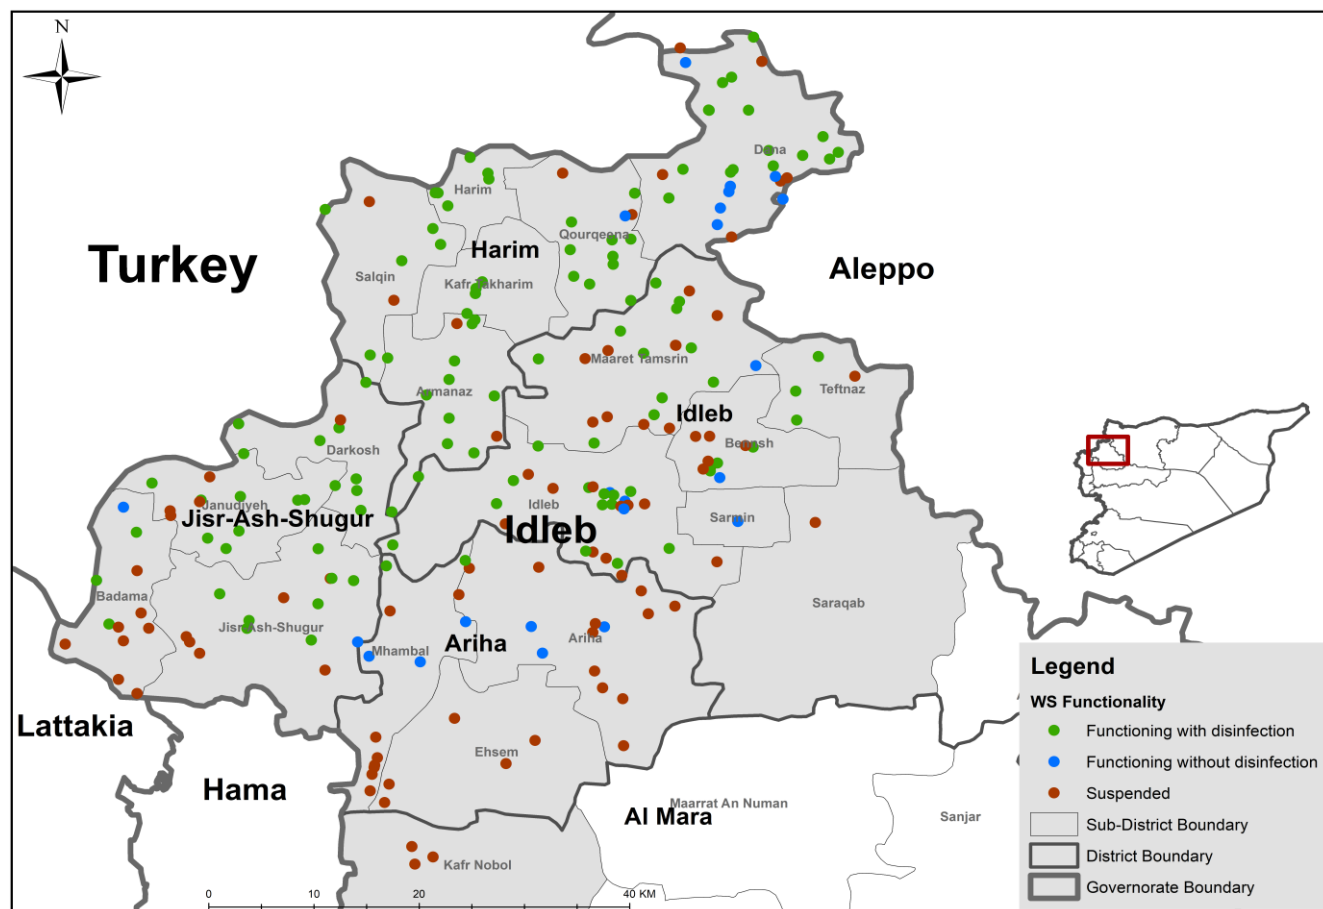 N
Dana
Harim
Turkey
Qourqeena
Harim
Aleppo
Salqin
Kafr Takharim
Maaret Tamsrin
Teftnaz
Armanaz
Idleb
Darkosh
Bennsh
Janudiyeh
Idleb
Jisr-Ash-Shugur
Sarmin
Idleb
Badama
Saraqab
Jisr-Ash-Shugur
Ariha
Ariha
Mhambal
Lattakia
Ehsem
Hama
Maarrat An Numan
Al Mara
Sanjar
Kafr Nobol
0 10 20 40 KM
Legend
WS Functionality
Functioning with disinfection
Functioning without disinfection
Suspended
Sub-District Boundary
District Boundary
Governorate Boundary